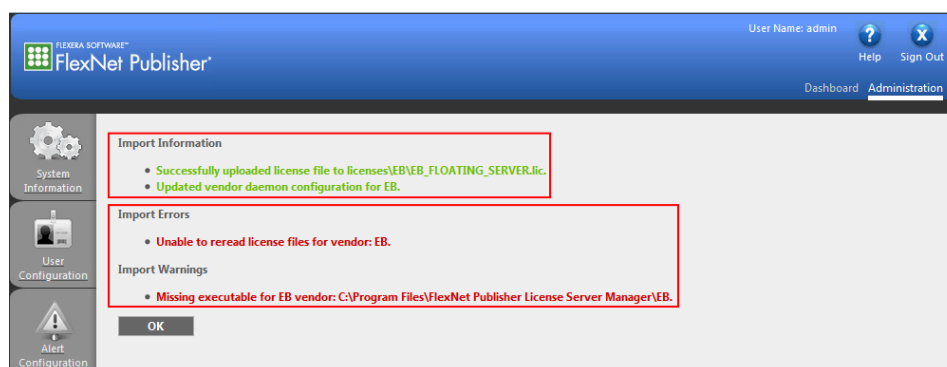 User Name: admin
FLEXERA SOFTWARE™
FlexNet Publisher®
Help
Sign Out
Dashboard
Administration
System
Information
User
Configuration
Alert
Configuration
Import Information
Successfully uploaded license file to licenses\EB\EB_FLOATING_SERVER.lic.
Updated vendor daemon configuration for EB.
Import Errors
Unable to reread license files for vendor: EB.
Import Warnings
Missing executable for EB vendor: C:\Program Files\FlexNet Publisher License Server Manager\EB.
OK